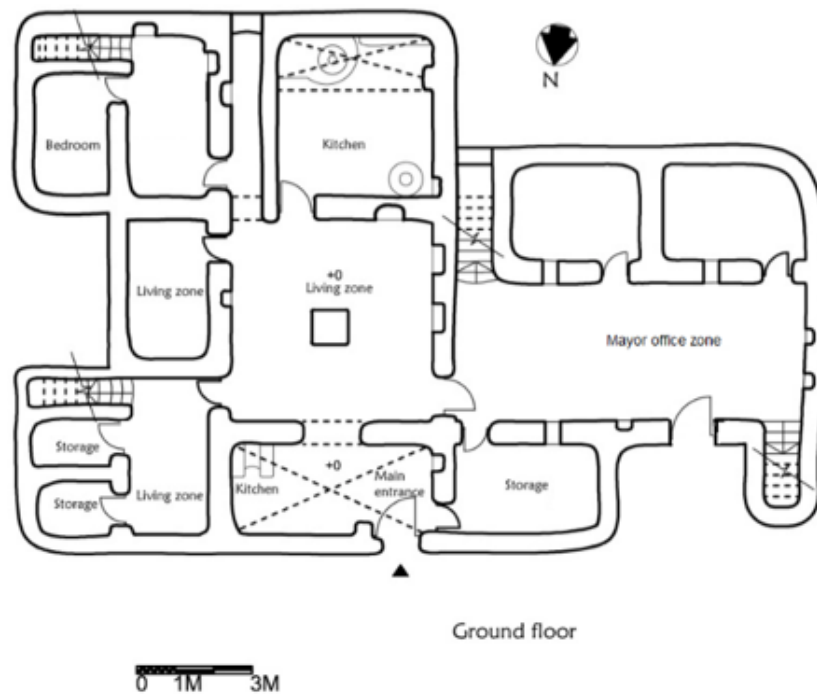 N
Bedroom
Kitchen
+0
Living zone
Living zone
Mayor office zone
Storage
Storage
Living zone
Kitchen
+0
Main
entrance
Storage
Ground floor
0 1M 3M